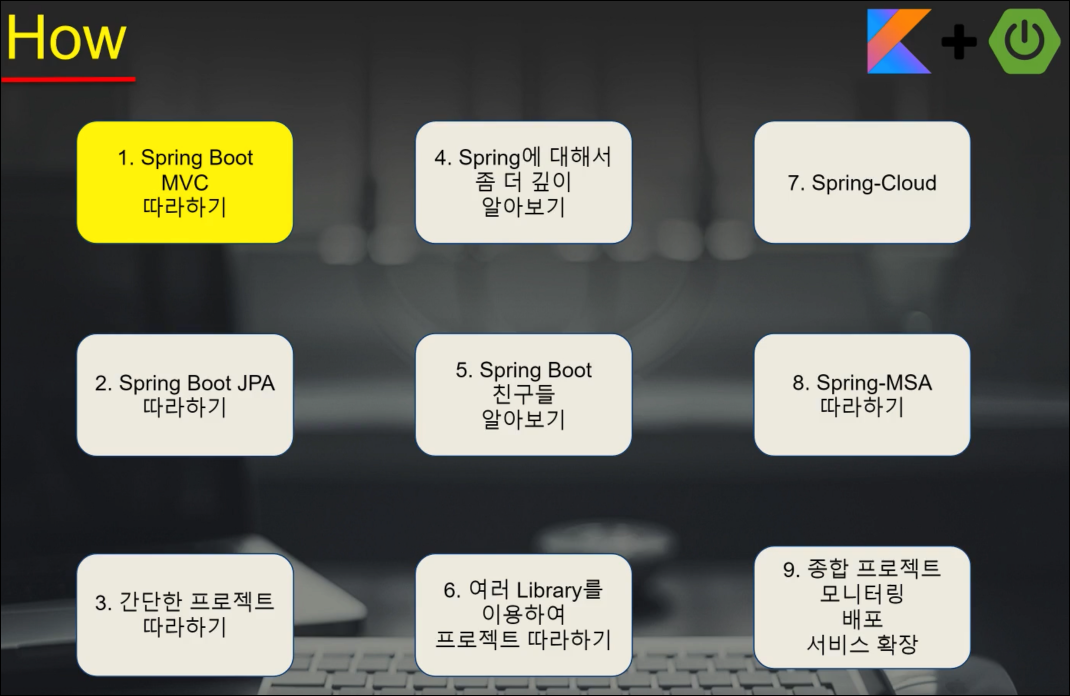 How
1. Spring Boot
MVC
따라하기
2. Spring Boot JPA
따라하기
3. 간단한 프로젝트
따라하기
4. Spring에 대해서
좀 더 깊이
알아보기
5. Spring Boot
친구들
알아보기
6. 여러 Library를
이용하여
프로젝트 따라하기
7. Spring-Cloud
8. Spring-MSA
따라하기
9. 종합 프로젝트
모니터링
배포
서비스 확장